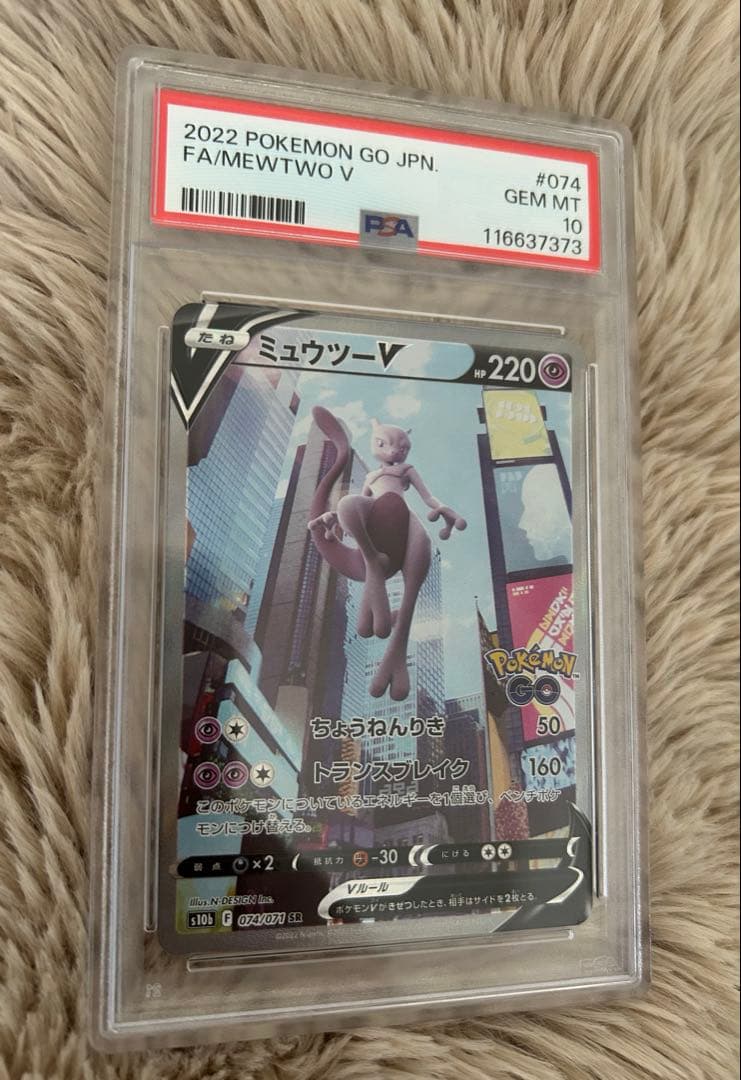 2022 POKEMON GO JPN.
FA/MEWTWO V
#074
GEM MT
10
116637373
PSA
たね
ミュウツーV
HP 220
Pokémon
GO
ちょうねんりき 50
トランスブレイク 160
このポケモンについているエネルギーを1個選び、ベンチポケ
モンにつけ替える。
弱点 ×2 抵抗力 -30 にげる
Vルール
ポケモンVがきぜつしたとき、相手はサイドを2枚とる。
Illus.N-DESIGN Inc.
s10b F 074/071 SR